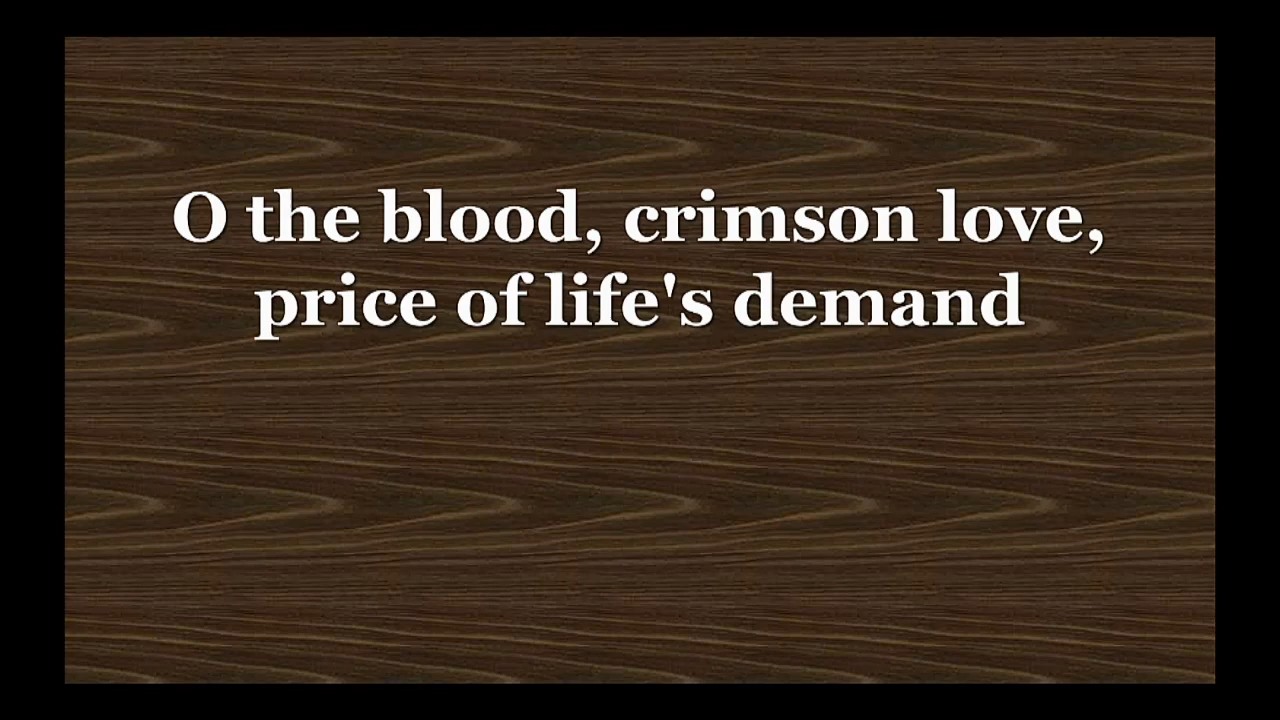 O the blood, crimson love,
price of life's demand